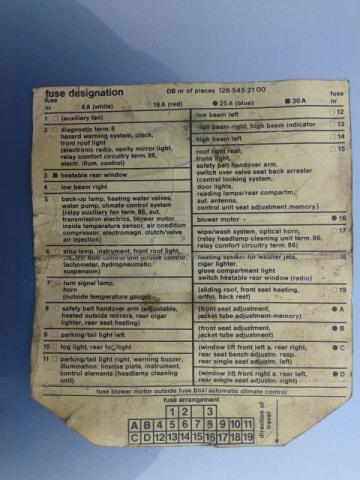 fuse designation
DB nr of pieces 126 545 21 00
fuse nr
□ 8 A (white)
16 A (red)
● 25 A (blue)
■ 30 A
fuse nr
1 □ (auxiliary fan)
2 □ diagnostic term. 6
hazard warning system, clock,
front roof light
(electronic radio, venity mirror light,
relay comfort circuitry term. 86,
electr. illum. control)
3 ■ heatable rear window
4 □ low beam right
5 □ back-up lamp, heating water valves,
water pump, climate control system
(relay auxiliary fan term. 86, aut.
transmission electrics, blower motor
inside temperature sensor, air condition
compressor, electroengan. clutch/valve
air injection)
6 stop lamp, instrument, front roof light,
control (cruise control,
tachometer, hydropneumatic
suspension)
7 turn signal lamp,
horn,
(outside temperature gauge)
8 □ safety belt handover arm (adjustable,
heated outside mirrors, rear cigar
lighter, rear seat heating)
9 □ parking/tail light left
10 □ fog light, rear fog light
11 □ parking/tail light right, warning buzzer,
illumination: license plate, instrument,
control elements (headlamp cleaning
unit)
low beam left □ 12
high beam right, high beam indicator □ 13
high beam left □ 14
roof light rear, □ 15
trunk light,
safety belt handover arm,
switch over valve seat back arrester
(central locking system,
door lights,
reading lamps/rear compartm.,
aut. antenna,
control unit seat adjustment memory)
blower motor ● 16
wipe/wash system, optical horn, 17
(relay headlamp cleaning unit term. 86,
relay comfort circuitry term. 86)
heating system for washer jets, 18
cigar lighter,
glove compartment light
switch heatable rear window (radio)
(sliding roof, front seat heating, □ 19
ortho, back rest)
(front seat adjustment, ● A
jacket tube adjustment-memory)
(front seat adjustment, ● B
jacket tube adjustment)
(window lift front left a. rear right, ● C
rear seat bench-adjustm. resp.
rear single seat adjustm. left)
(window lift front right a. rear left, ● D
rear single seat adjustm. right)
fuse blower motor outside fuse box/automatic climate control
fuse arrangement
1 2 3
A B 4 5 6 7 8 9 10 11
C D 12 13 14 15 16 17 18 19
direction of
travel